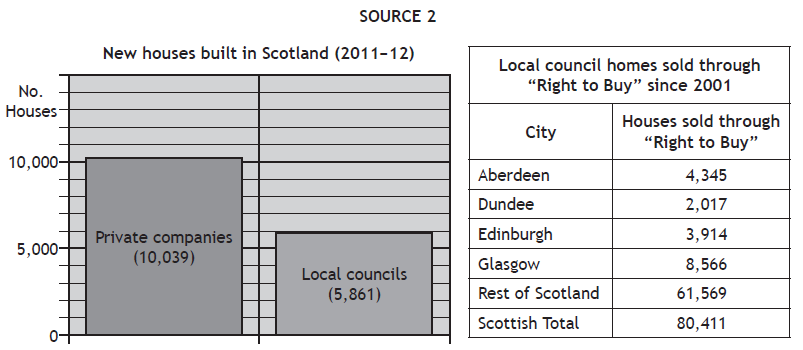 SOURCE 2
New houses built in Scotland (2011–12)
No.
Houses
10,000
5,000
0
Private companies
(10,039)
Local councils
(5,861)
Local council homes sold through
“Right to Buy” since 2001
City
Houses sold through
“Right to Buy”
Aberdeen 4,345
Dundee 2,017
Edinburgh 3,914
Glasgow 8,566
Rest of Scotland 61,569
Scottish Total 80,411